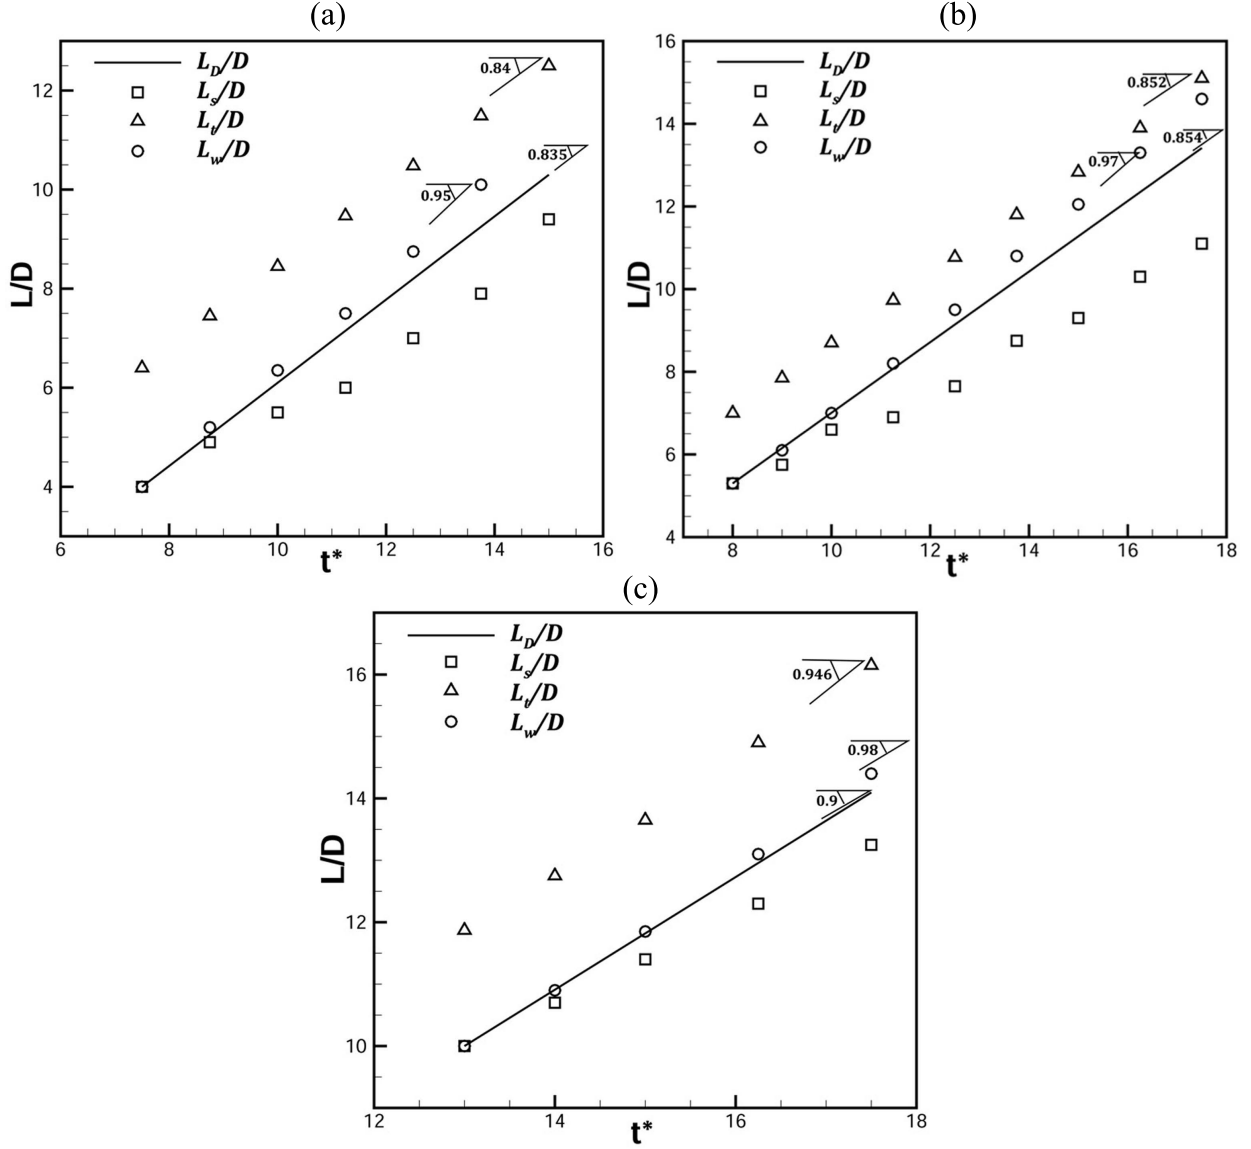 (a)
L_D/D
L_s/D
L_t/D
L_w/D
0.84
0.835
0.95
12
10
8
6
4
L/D
6 8 10 12 14 16
t*
(b)
L_D/D
L_s/D
L_t/D
L_w/D
0.852
0.854
0.97
16
14
12
10
8
6
4
L/D
8 10 12 14 16 18
t*
(c)
L_D/D
L_s/D
L_t/D
L_w/D
0.946
0.98
0.9
16
14
12
10
L/D
12 14 16 18
t*